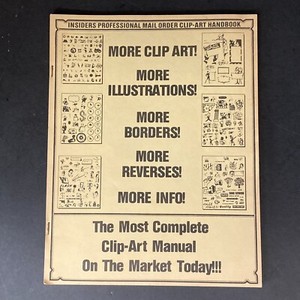 INSIDERS PROFESSIONAL MAIL ORDER CLIP-ART HANDBOOK
MORE CLIP ART!
MORE
ILLUSTRATIONS!
MORE
BORDERS!
MORE
REVERSES!
MORE INFO!
The Most Complete
Clip-Art Manual
On The Market Today!!!